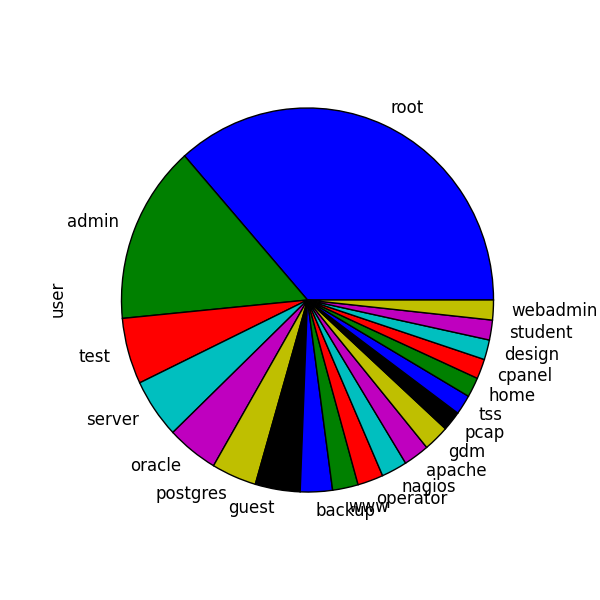 root
admin
user
test
server
oracle
postgres
guest
backup
www
operator
nagios
apache
gdm
pcap
tss
home
cpanel
design
student
webadmin